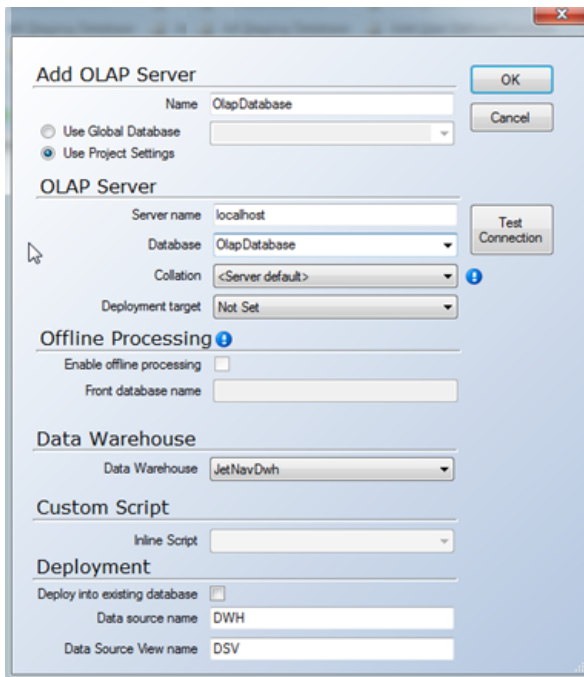 Add OLAP Server
OK
Name OlapDatabase
Cancel
Use Global Database
Use Project Settings
OLAP Server
Server name localhost
Test Connection
Database OlapDatabase
Collation <Server default>
Deployment target Not Set
Offline Processing
Enable offline processing
Front database name
Data Warehouse
Data Warehouse JetNavDwh
Custom Script
Inline Script
Deployment
Deploy into existing database
Data source name DWH
Data Source View name DSV